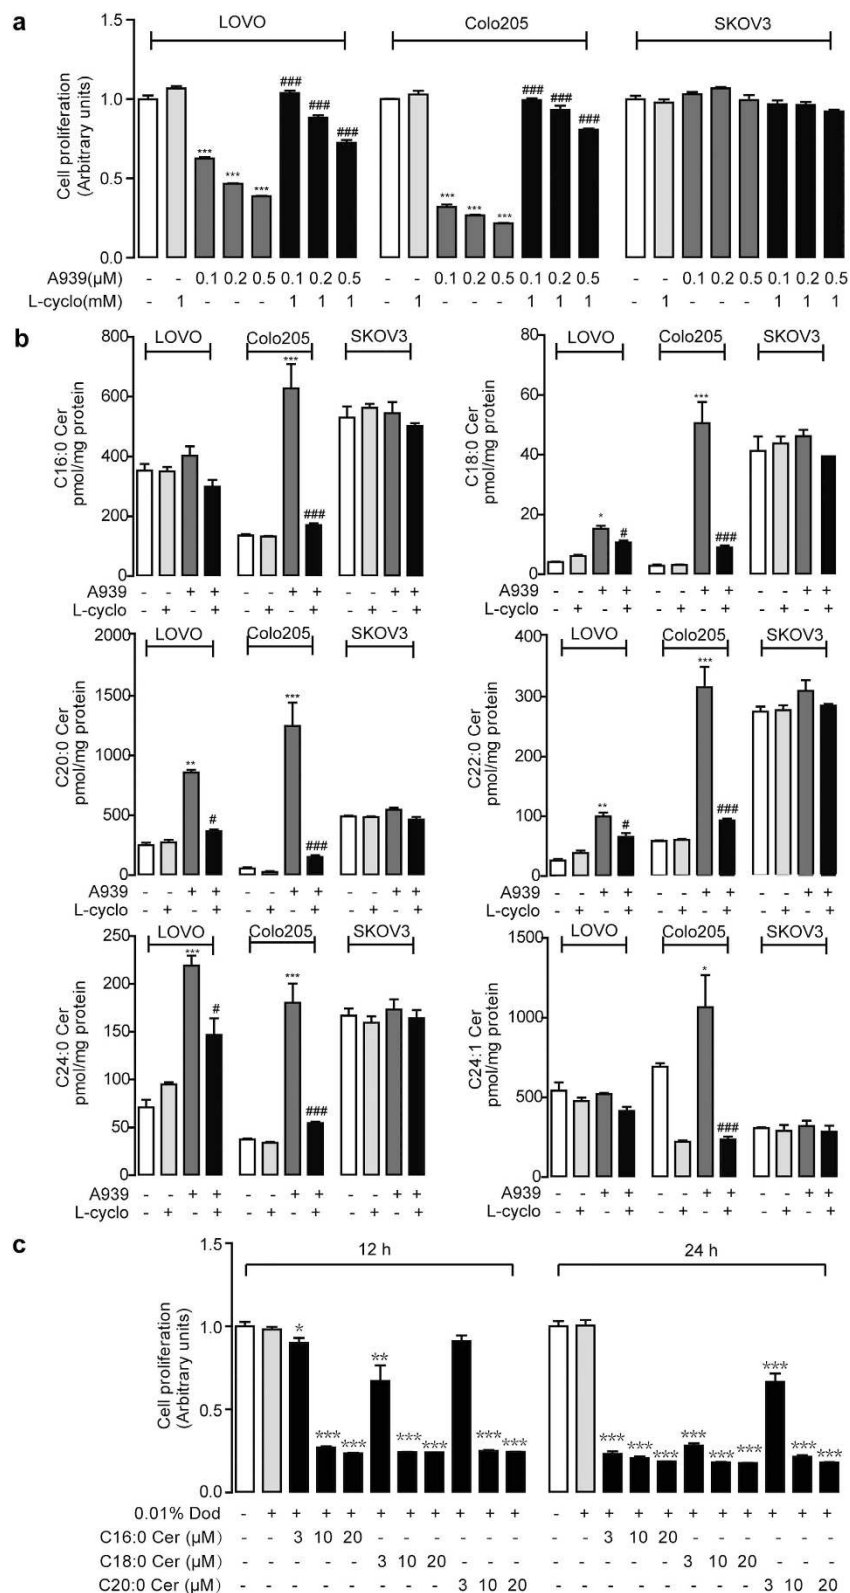 a
LOVO
Colo205
SKOV3
Cell proliferation
(Arbitrary units)
1.5
1.0
0.5
0.0
*** *** *** ### ### ###
*** *** *** ### ### ###
A939(μM) - - 0.1 0.2 0.5 0.1 0.2 0.5 - - 0.1 0.2 0.5 0.1 0.2 0.5 - - 0.1 0.2 0.5 0.1 0.2 0.5
L-cyclo(mM) - 1 - - - 1 1 1 - 1 - - - 1 1 1 - 1 - - - 1 1 1
b
LOVO Colo205 SKOV3
C16:0 Cer
pmol/mg protein
800
600
400
200
0
*** ###
A939 - - + + - - + + - - + +
L-cyclo - + - + - + - + - + - +
LOVO Colo205 SKOV3
C18:0 Cer
pmol/mg protein
80
60
40
20
0
* # *** ###
A939 - - + + - - + + - - + +
L-cyclo - + - + - + - + - + - +
LOVO Colo205 SKOV3
C20:0 Cer
pmol/mg protein
2000
1500
1000
500
0
** # *** ###
A939 - - + + - - + + - - + +
L-cyclo - + - + - + - + - + - +
LOVO Colo205 SKOV3
C22:0 Cer
pmol/mg protein
400
300
200
100
0
** # *** ###
A939 - - + + - - + + - - + +
L-cyclo - + - + - + - + - + - +
LOVO Colo205 SKOV3
C24:0 Cer
pmol/mg protein
250
200
150
100
50
0
*** # *** ###
A939 - - + + - - + + - - + +
L-cyclo - + - + - + - + - + - +
LOVO Colo205 SKOV3
C24:1 Cer
pmol/mg protein
1500
1000
500
0
* ###
A939 - - + + - - + + - - + +
L-cyclo - + - + - + - + - + - +
c
12 h
24 h
Cell proliferation
(Arbitrary units)
1.5
1.0
0.5
0.0
* *** *** ** *** *** *** ***
*** *** *** *** *** *** *** *** ***
0.01% Dod - + + + + + + + + + + - + + + + + + + + + +
C16:0 Cer (μM) - - 3 10 20 - - - - - - - - 3 10 20 - - - - - -
C18:0 Cer (μM) - - - - - 3 10 20 - - - - - - - - 3 10 20 - - -
C20:0 Cer (μM) - - - - - - - - 3 10 20 - - - - - - - - 3 10 20